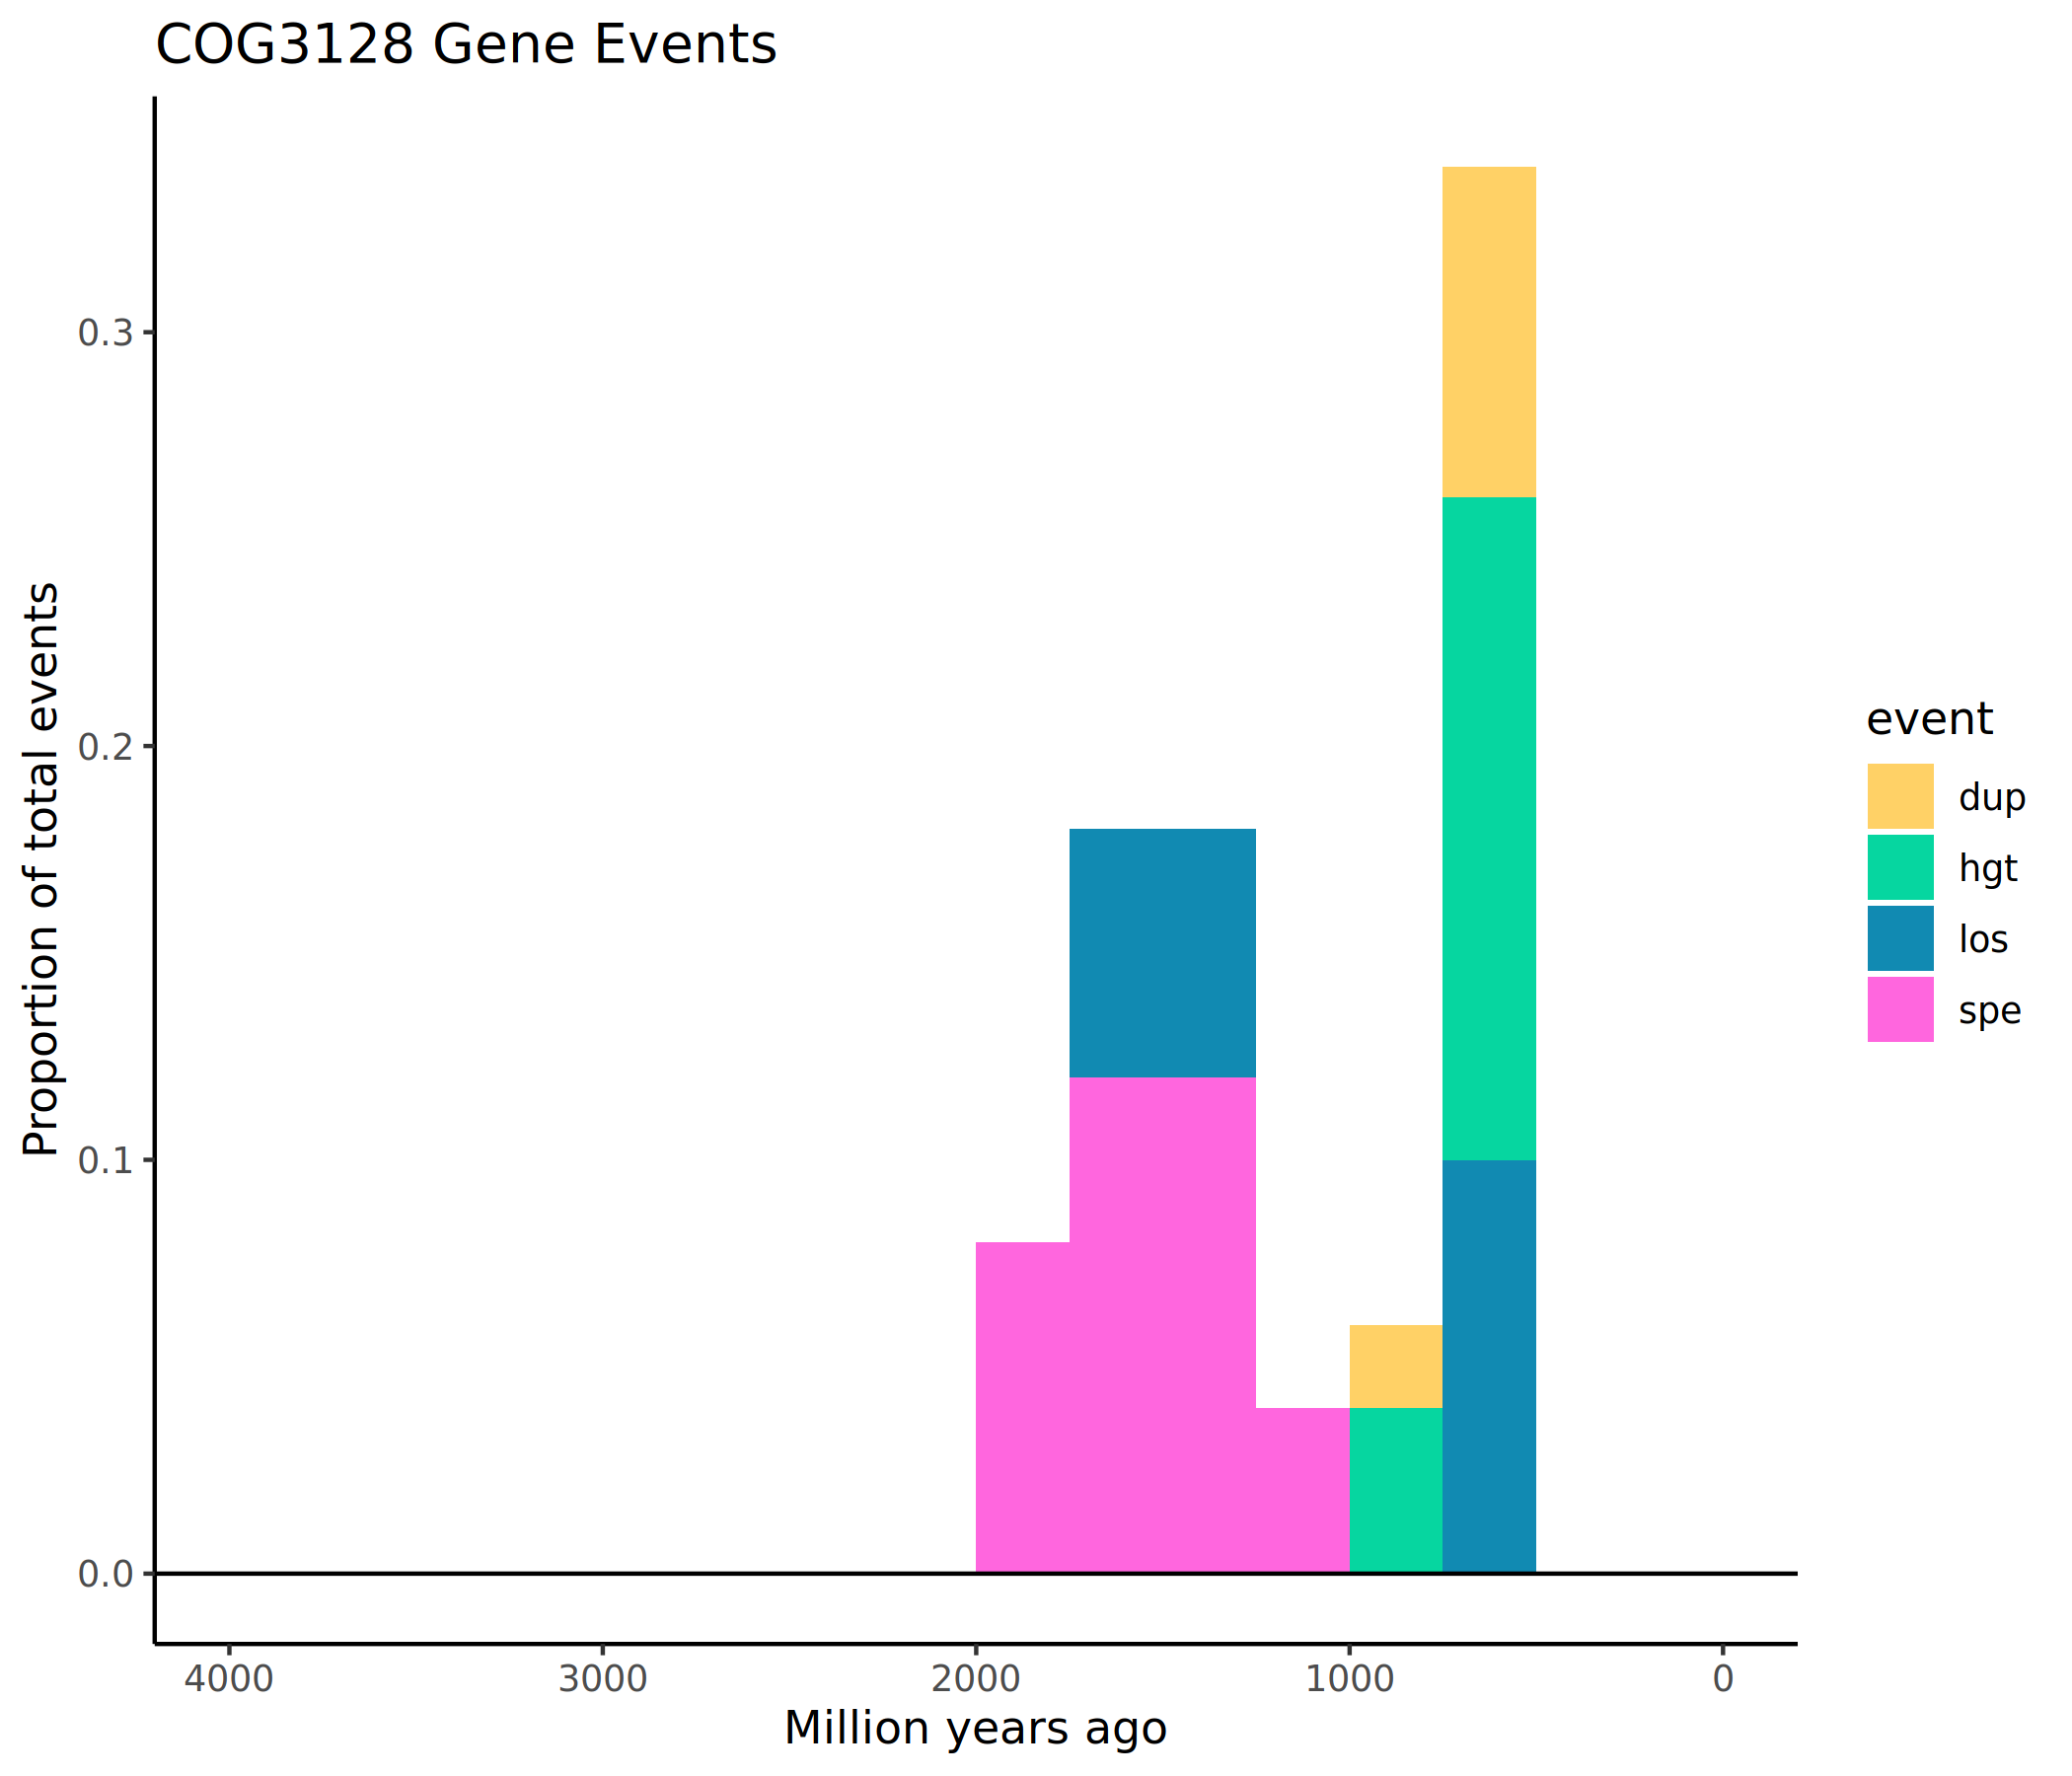 COG3128 Gene Events
Proportion of total events
0.3
0.2
0.1
0.0
4000 3000 2000 1000 0
Million years ago
event
dup
hgt
los
spe